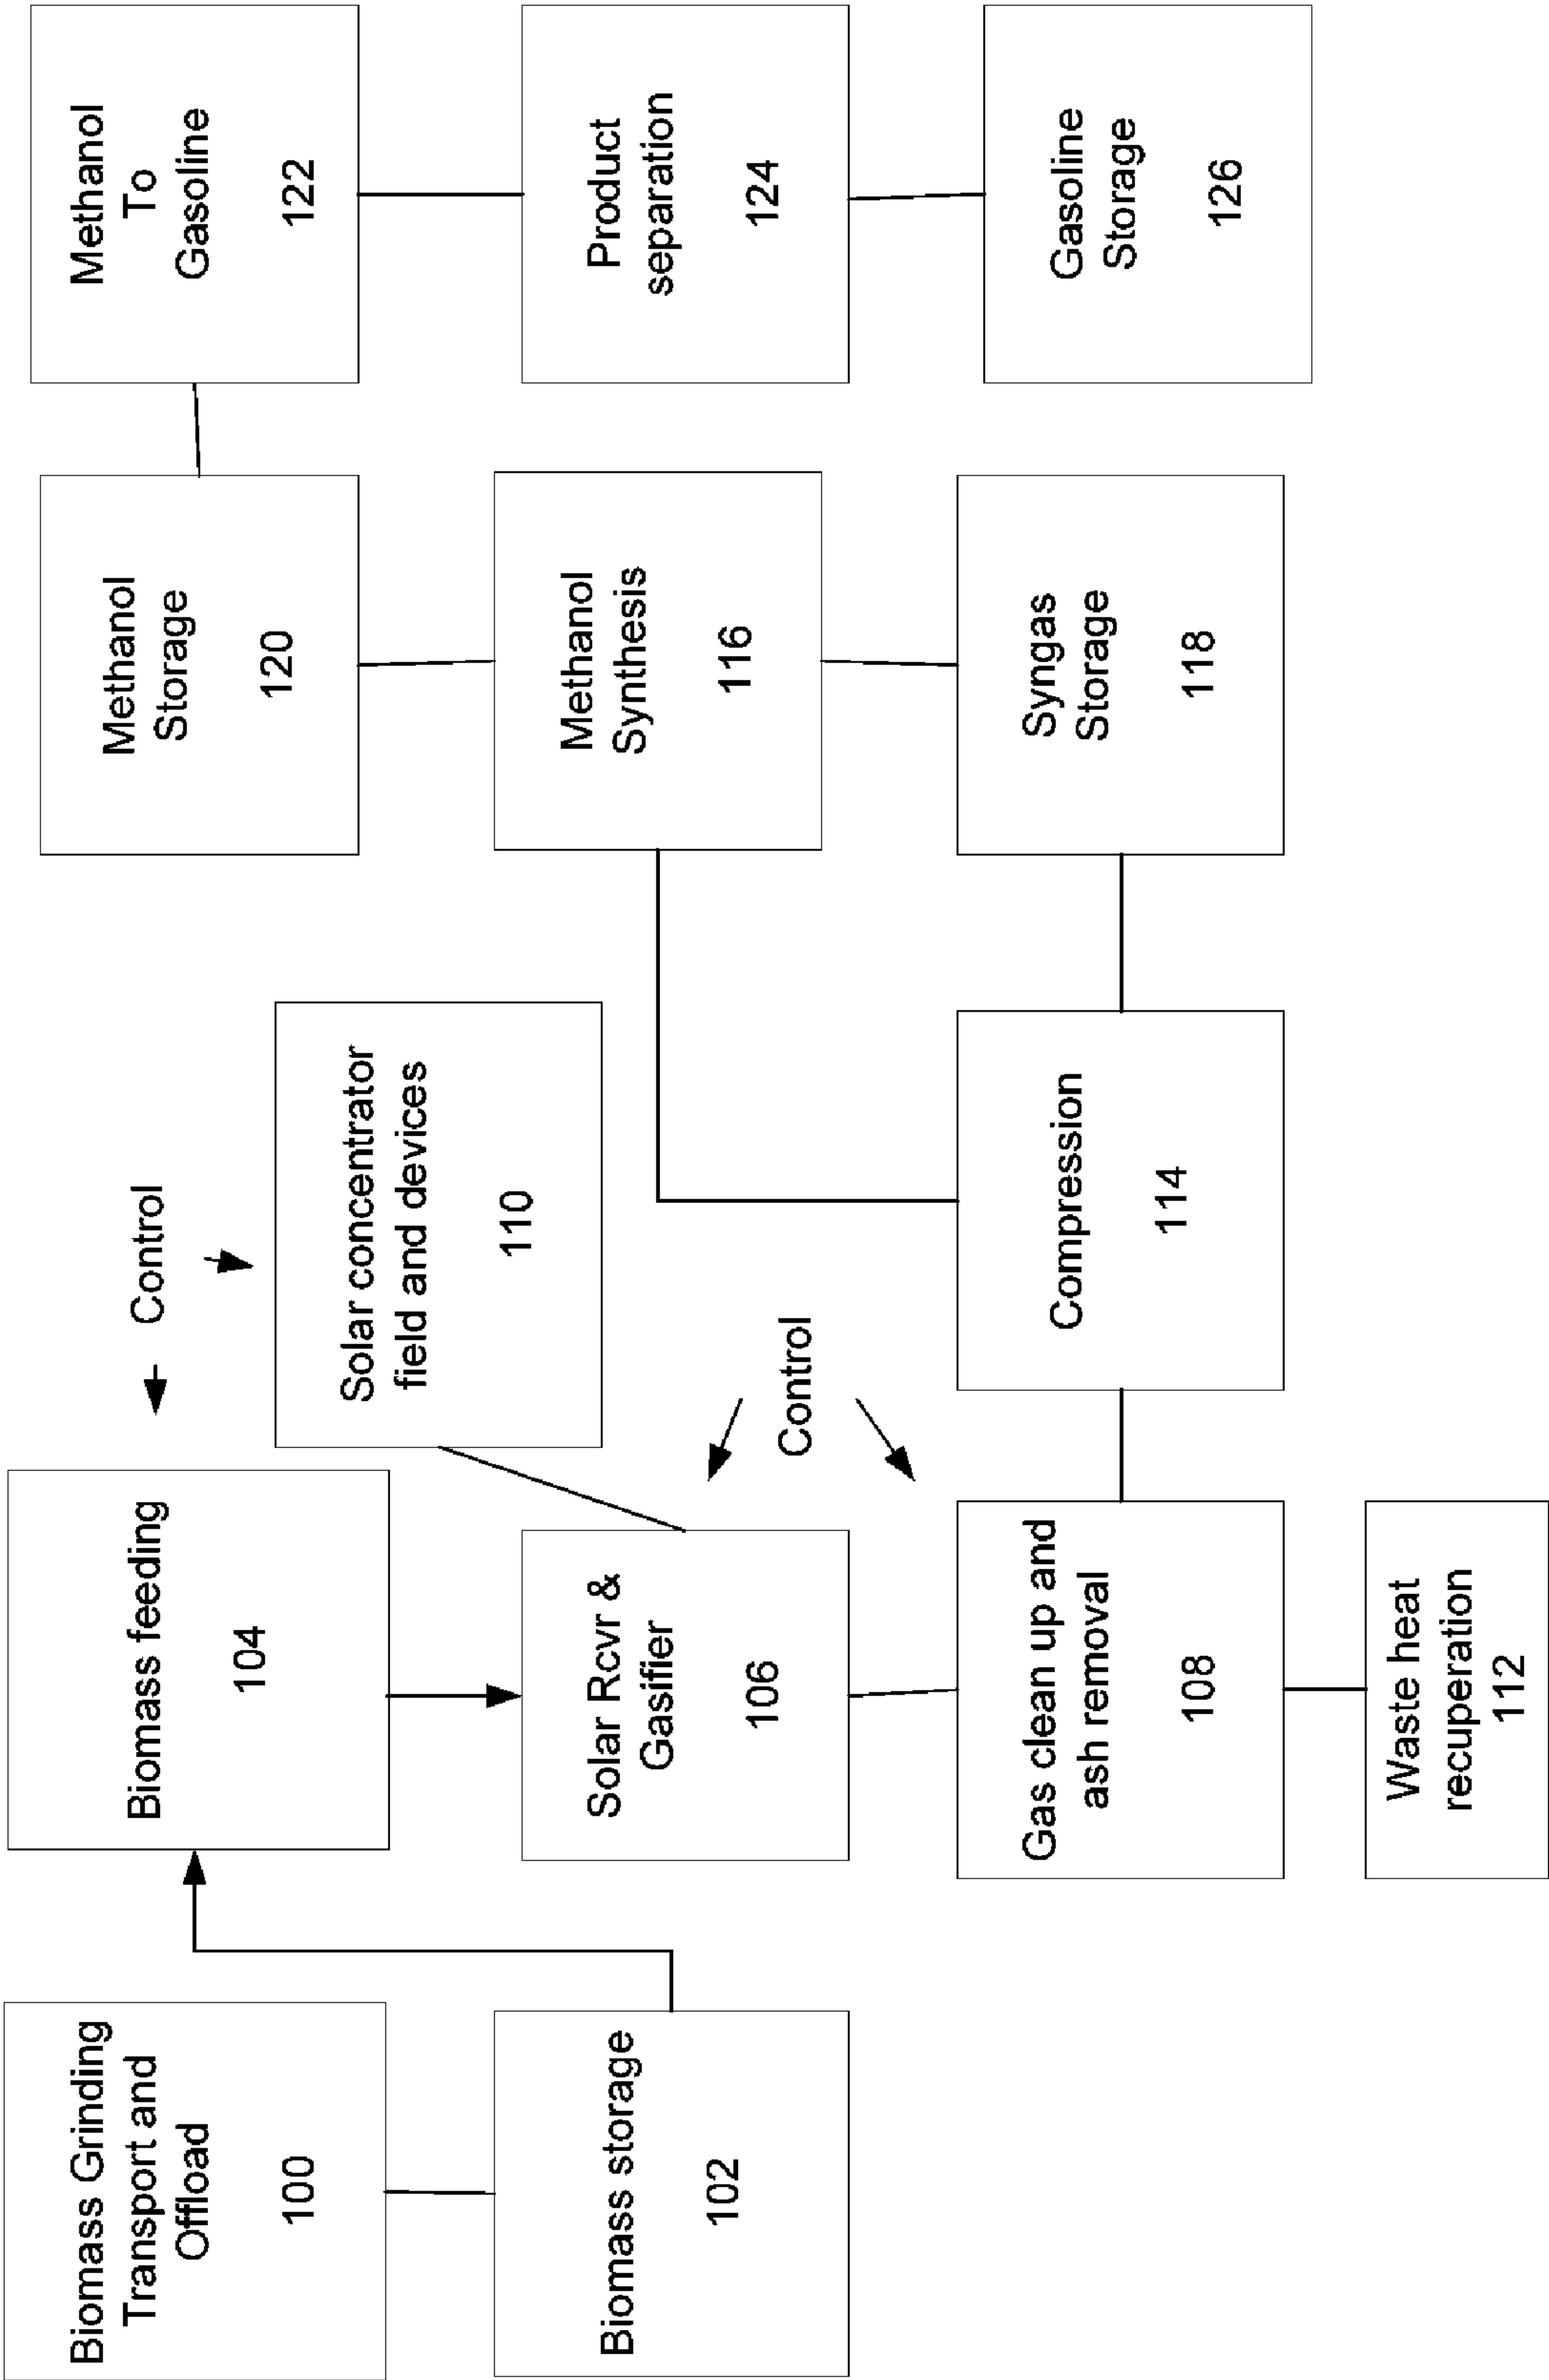 Biomass Grinding
Transport and
Offload
100
Biomass storage
102
Biomass feeding
104
Solar Rcvr &
Gasifier
106
Gas clean up and
ash removal
108
Waste heat
recuperation
112
Control
Solar concentrator
field and devices
110
Control
Compression
114
Methanol
Storage
120
Methanol
Synthesis
116
Syngas
Storage
118
Methanol
To
Gasoline
122
Product
separation
124
Gasoline
Storage
126